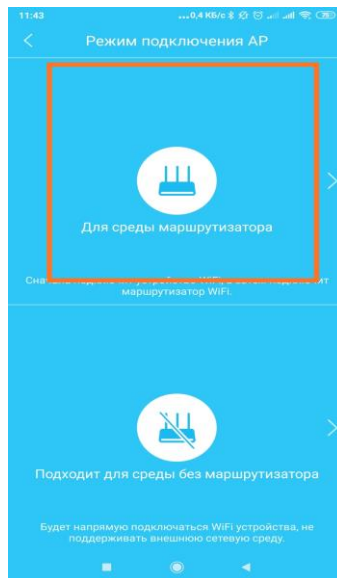 11:43
...0,4 КБ/с
Режим подключения AP
Для среды маршрутизатора
маршрутизатор WiFi.
Подходит для среды без маршрутизатора
Будет напрямую подключаться WiFi устройства, не
поддерживать внешнюю сетевую среду.